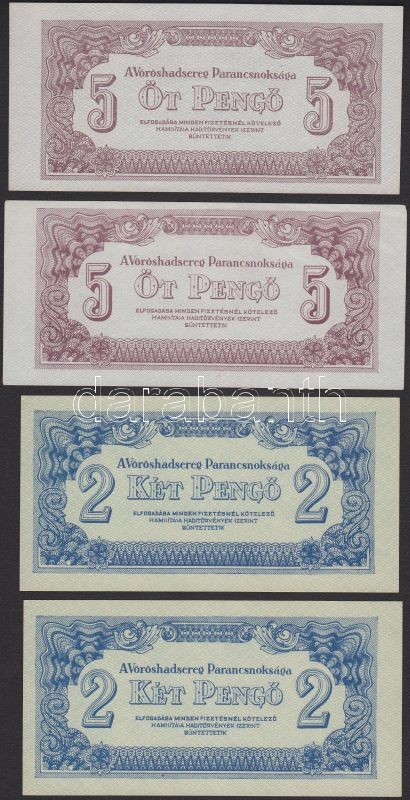 A Vöröshadsereg Parancsnoksága
5 ÖT PENGŐ 5
ELFOGADÁSA MINDEN FIZETÉSNÉL KÖTELEZŐ
HAMISÍTÁSA HADITÖRVÉNYEK SZERINT
BÜNTETTETIK
A Vöröshadsereg Parancsnoksága
5 ÖT PENGŐ 5
ELFOGADÁSA MINDEN FIZETÉSNÉL KÖTELEZŐ
HAMISÍTÁSA HADITÖRVÉNYEK SZERINT
BÜNTETTETIK
darabanth
A Vöröshadsereg Parancsnoksága
2 KÉT PENGŐ 2
ELFOGADÁSA MINDEN FIZETÉSNÉL KÖTELEZŐ
HAMISÍTÁSA HADITÖRVÉNYEK SZERINT
BÜNTETTETIK
A Vöröshadsereg Parancsnoksága
2 KÉT PENGŐ 2
ELFOGADÁSA MINDEN FIZETÉSNÉL KÖTELEZŐ
HAMISÍTÁSA HADITÖRVÉNYEK SZERINT
BÜNTETTETIK